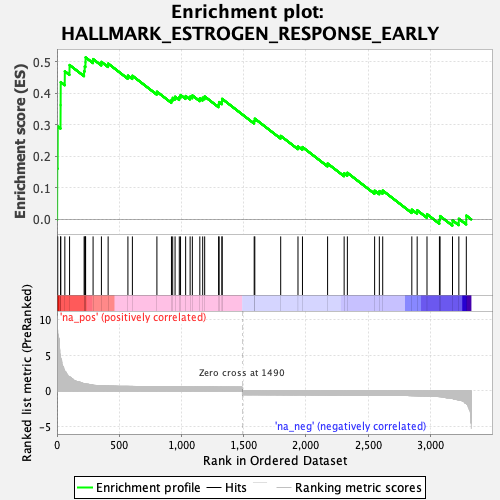 Enrichment plot:
HALLMARK_ESTROGEN_RESPONSE_EARLY
Enrichment score (ES)
0.5
0.4
0.3
0.2
0.1
0.0
'na_pos' (positively correlated)
Ranked list metric (PreRanked)
10
5
0
-5
Zero cross at 1490
'na_neg' (negatively correlated)
0 500 1,000 1,500 2,000 2,500 3,000
Rank in Ordered Dataset
Enrichment profile Hits Ranking metric scores